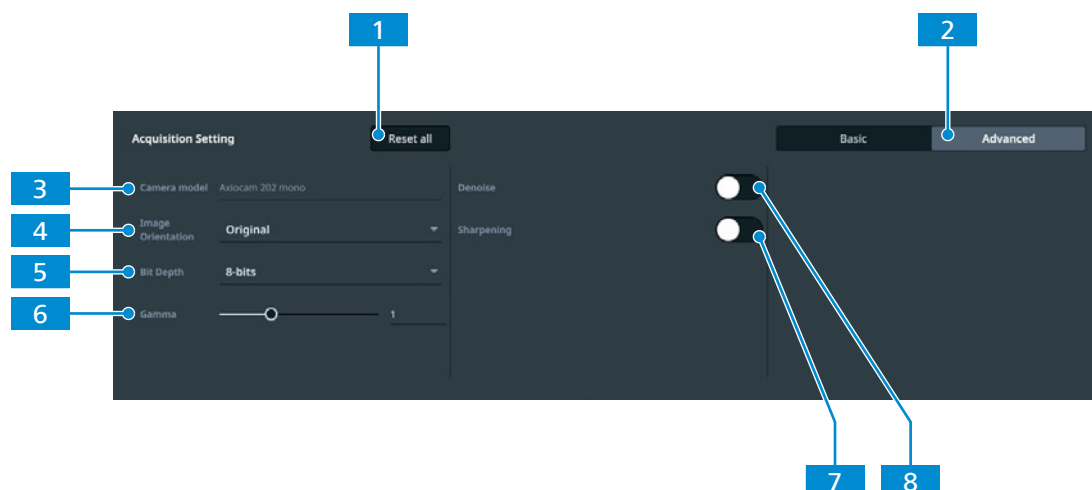 1
2
Acquisition Setting
Reset all
Basic
Advanced
3
Camera model
Axiocam 202 mono
Denoise
4
Image
Orientation
Original
Sharpening
5
Bit Depth
8-bits
6
Gamma
1
7
8